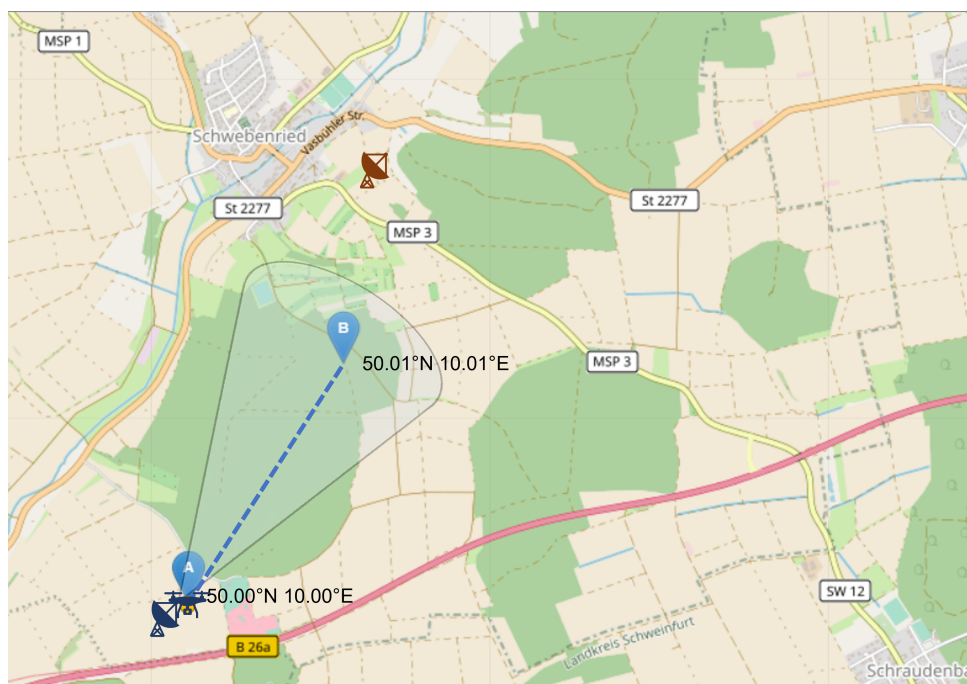 MSP 1
Schwebenried
Vasbühler Str.
St 2277
St 2277
MSP 3
B
50.01°N 10.01°E
MSP 3
A
50.00°N 10.00°E
SW 12
B 26a
Landkreis Schweinfurt
Schraudenba